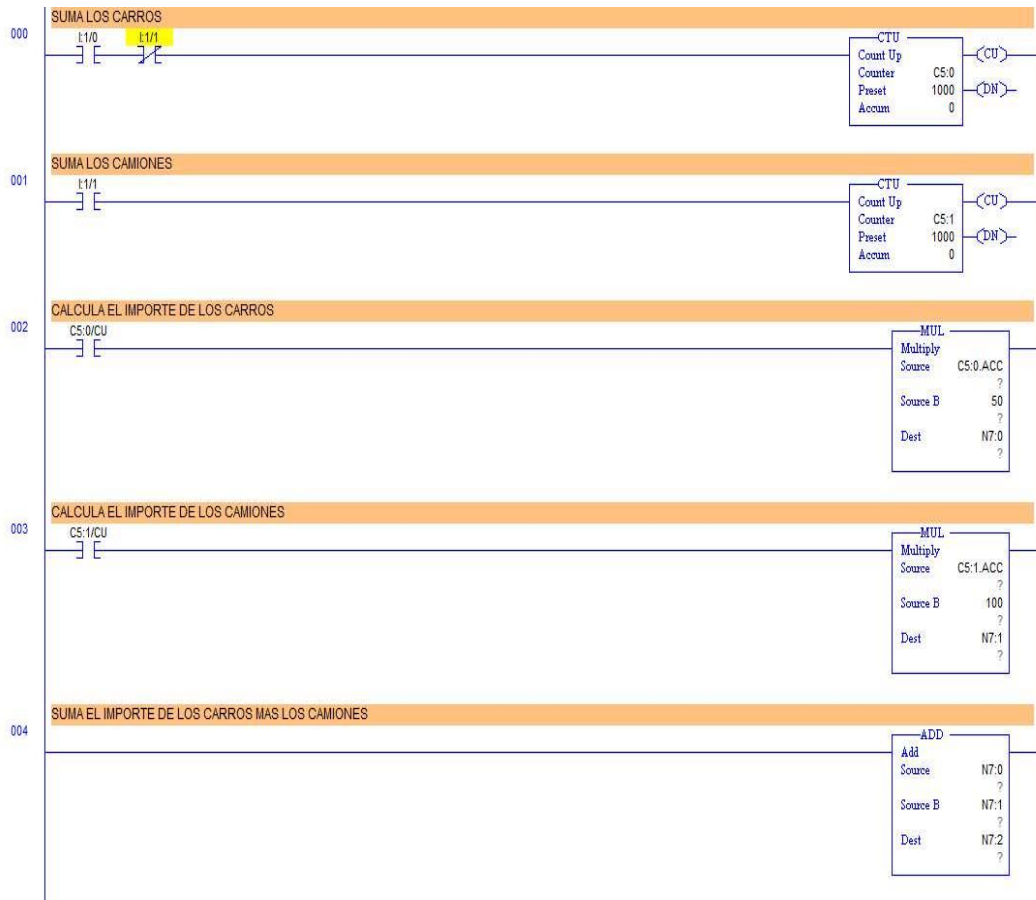 SUMA LOS CARROS
000
I:1/0 I:1/1
CTU
Count Up
Counter C5:0
Preset 1000
Accum 0
CU
DN
SUMA LOS CAMIONES
001
I:1/1
CTU
Count Up
Counter C5:1
Preset 1000
Accum 0
CU
DN
CALCULA EL IMPORTE DE LOS CARROS
002
C5:0/CU
MUL
Multiply
Source C5:0.ACC
?
Source B 50
?
Dest N7:0
?
CALCULA EL IMPORTE DE LOS CAMIONES
003
C5:1/CU
MUL
Multiply
Source C5:1.ACC
?
Source B 100
?
Dest N7:1
?
SUMA EL IMPORTE DE LOS CARROS MAS LOS CAMIONES
004
ADD
Add
Source N7:0
?
Source B N7:1
?
Dest N7:2
?